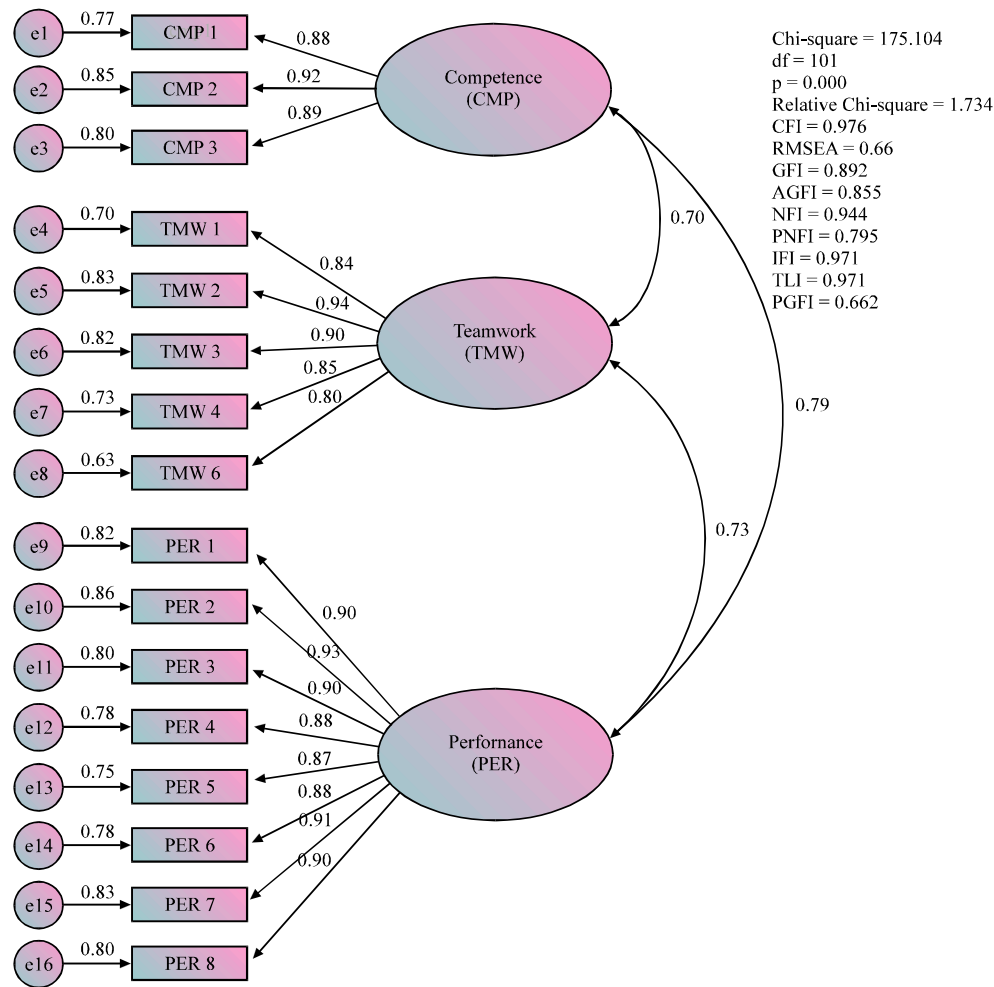 e1
0.77
CMP 1
0.88
e2
0.85
CMP 2
0.92
e3
0.80
CMP 3
0.89
Competence
(CMP)
e4
0.70
TMW 1
0.84
e5
0.83
TMW 2
0.94
e6
0.82
TMW 3
0.90
e7
0.73
TMW 4
0.85
e8
0.63
TMW 6
0.80
Teamwork
(TMW)
e9
0.82
PER 1
0.90
e10
0.86
PER 2
0.93
e11
0.80
PER 3
0.90
e12
0.78
PER 4
0.88
e13
0.75
PER 5
0.87
e14
0.78
PER 6
0.88
e15
0.83
PER 7
0.91
e16
0.80
PER 8
0.90
Perfornance
(PER)
0.70
0.79
0.73
Chi-square = 175.104
df = 101
p = 0.000
Relative Chi-square = 1.734
CFI = 0.976
RMSEA = 0.66
GFI = 0.892
AGFI = 0.855
NFI = 0.944
PNFI = 0.795
IFI = 0.971
TLI = 0.971
PGFI = 0.662